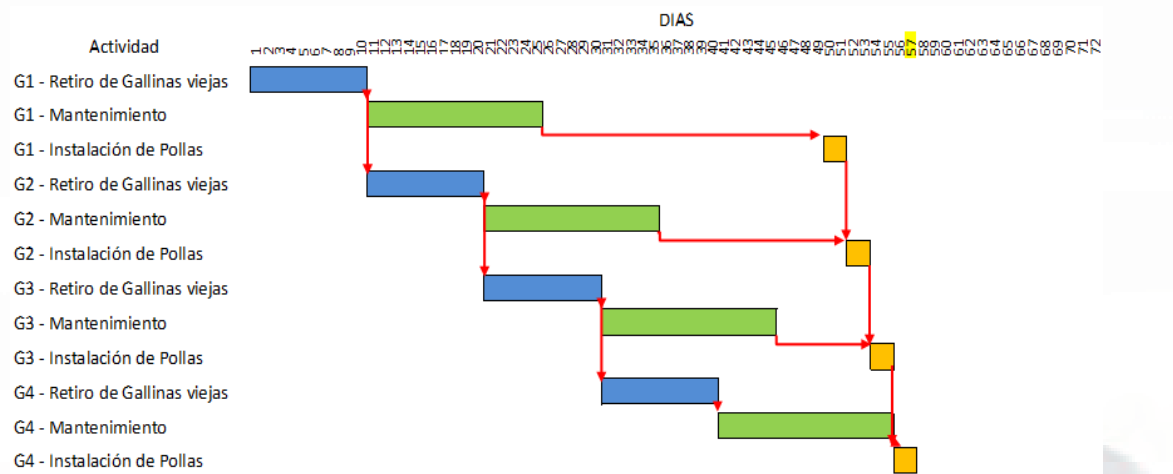 DIAS
Actividad 1 2 3 4 5 6 7 8 9 10 11 12 13 14 15 16 17 18 19 20 21 22 23 24 25 26 27 28 29 30 31 32 33 34 35 36 37 38 39 40 41 42 43 44 45 46 47 48 49 50 51 52 53 54 55 56 57 58 59 60 61 62 63 64 65 66 67 68 69 70 71 72
G1 - Retiro de Gallinas viejas
G1 - Mantenimiento
G1 - Instalación de Pollas
G2 - Retiro de Gallinas viejas
G2 - Mantenimiento
G2 - Instalación de Pollas
G3 - Retiro de Gallinas viejas
G3 - Mantenimiento
G3 - Instalación de Pollas
G4 - Retiro de Gallinas viejas
G4 - Mantenimiento
G4 - Instalación de Pollas